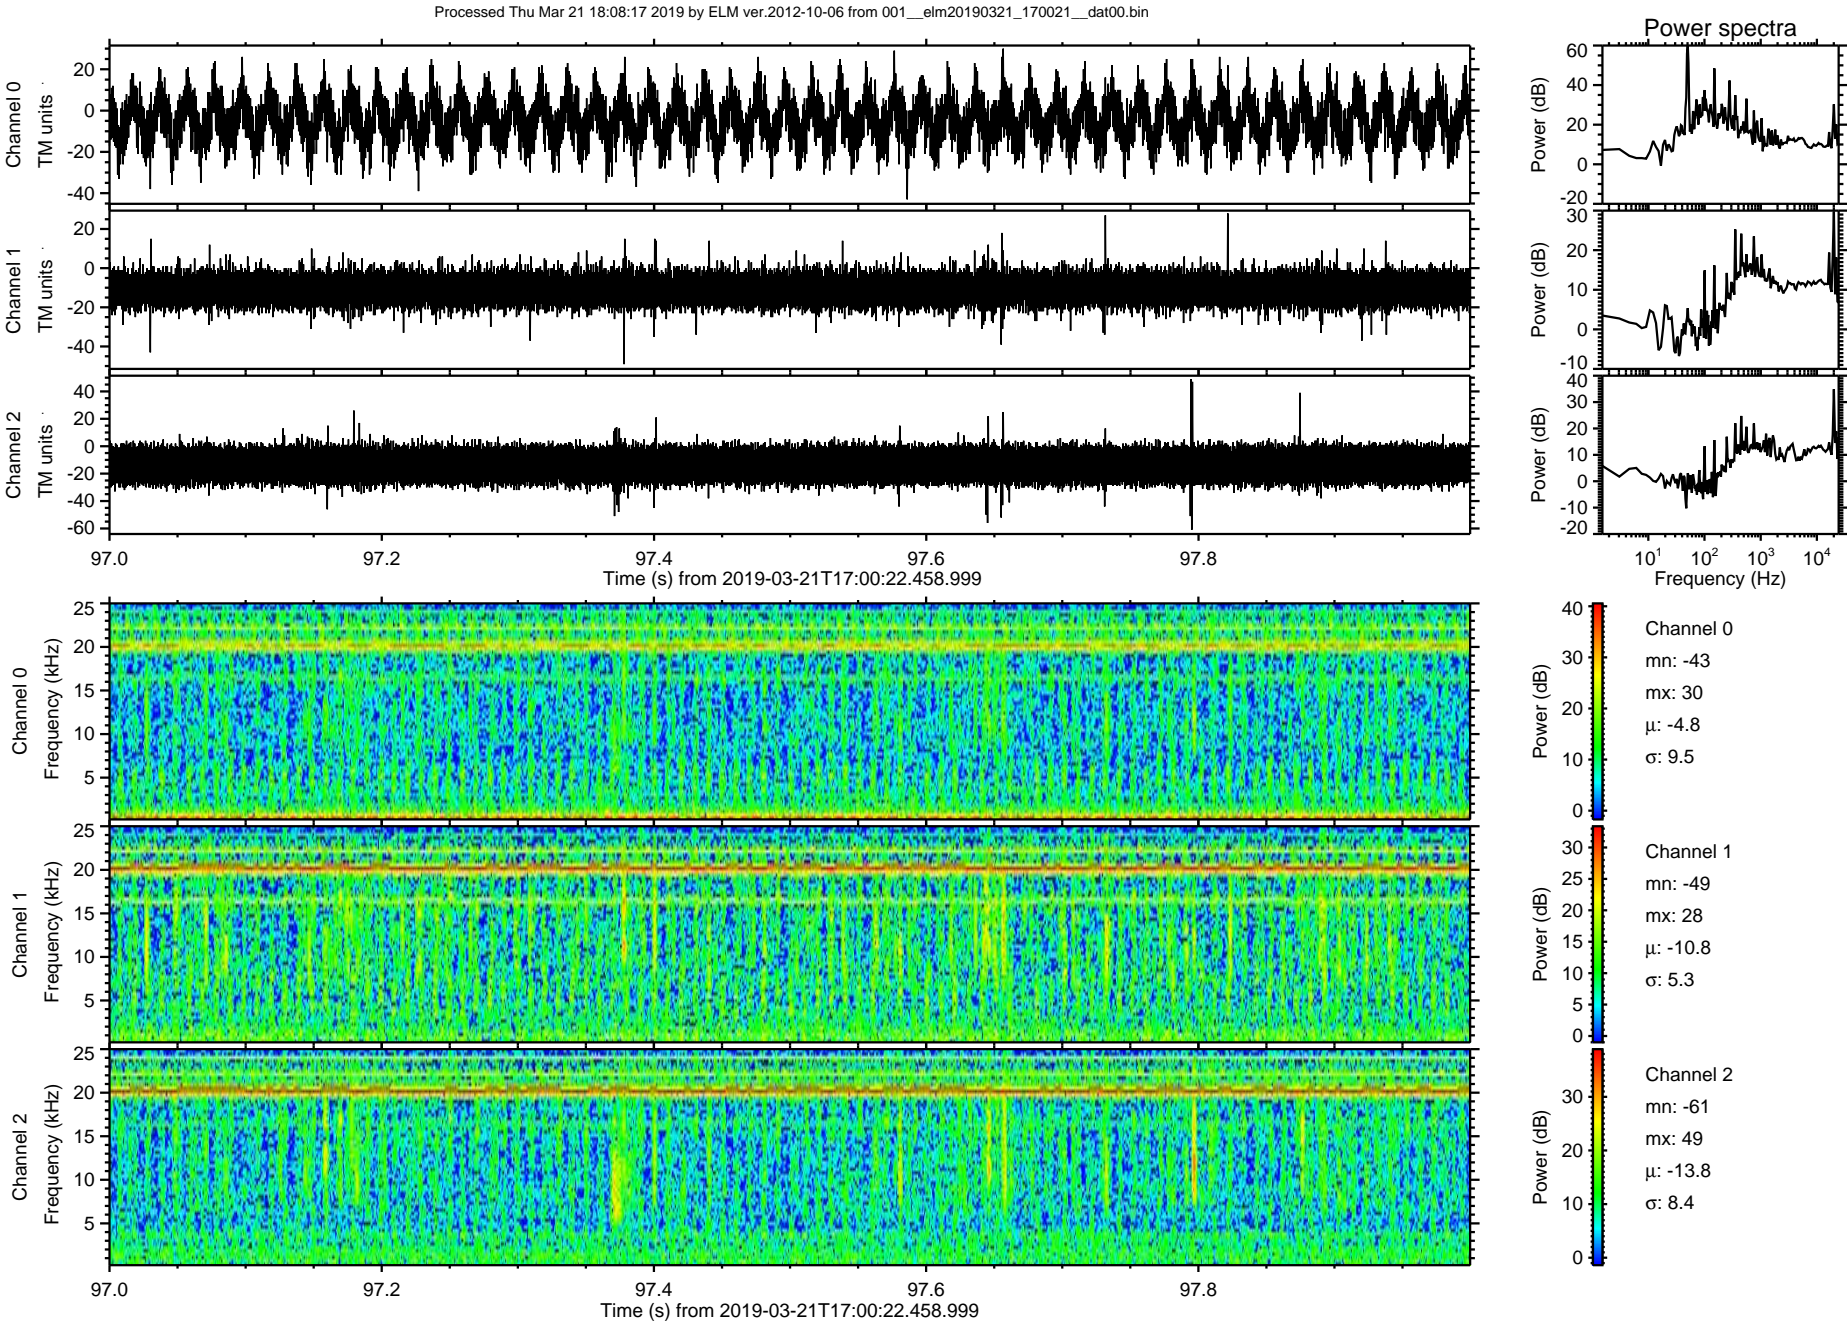 Processed Thu Mar 21 18:08:17 2019 by ELM ver.2012-10-06 from 001__elm20190321_170021__dat00.bin
Power spectra
Channel 0
TM units
20
0
-20
-40
Power (dB)
60
40
20
0
-20
Channel 1
TM units
20
0
-20
-40
Power (dB)
30
20
10
0
-10
Channel 2
TM units
40
20
0
-20
-40
-60
Power (dB)
40
30
20
10
0
-10
-20
97.0 97.2 97.4 97.6 97.8
Time (s) from 2019-03-21T17:00:22.458.999
10¹ 10² 10³ 10⁴
Frequency (Hz)
Channel 0
Frequency (kHz)
25
20
15
10
5
Power (dB)
40
30
20
10
0
Channel 0
mn: -43
mx: 30
μ: -4.8
σ: 9.5
Channel 1
Frequency (kHz)
25
20
15
10
5
Power (dB)
30
25
20
15
10
5
0
Channel 1
mn: -49
mx: 28
μ: -10.8
σ: 5.3
Channel 2
Frequency (kHz)
25
20
15
10
5
Power (dB)
30
20
10
0
Channel 2
mn: -61
mx: 49
μ: -13.8
σ: 8.4
97.0 97.2 97.4 97.6 97.8
Time (s) from 2019-03-21T17:00:22.458.999